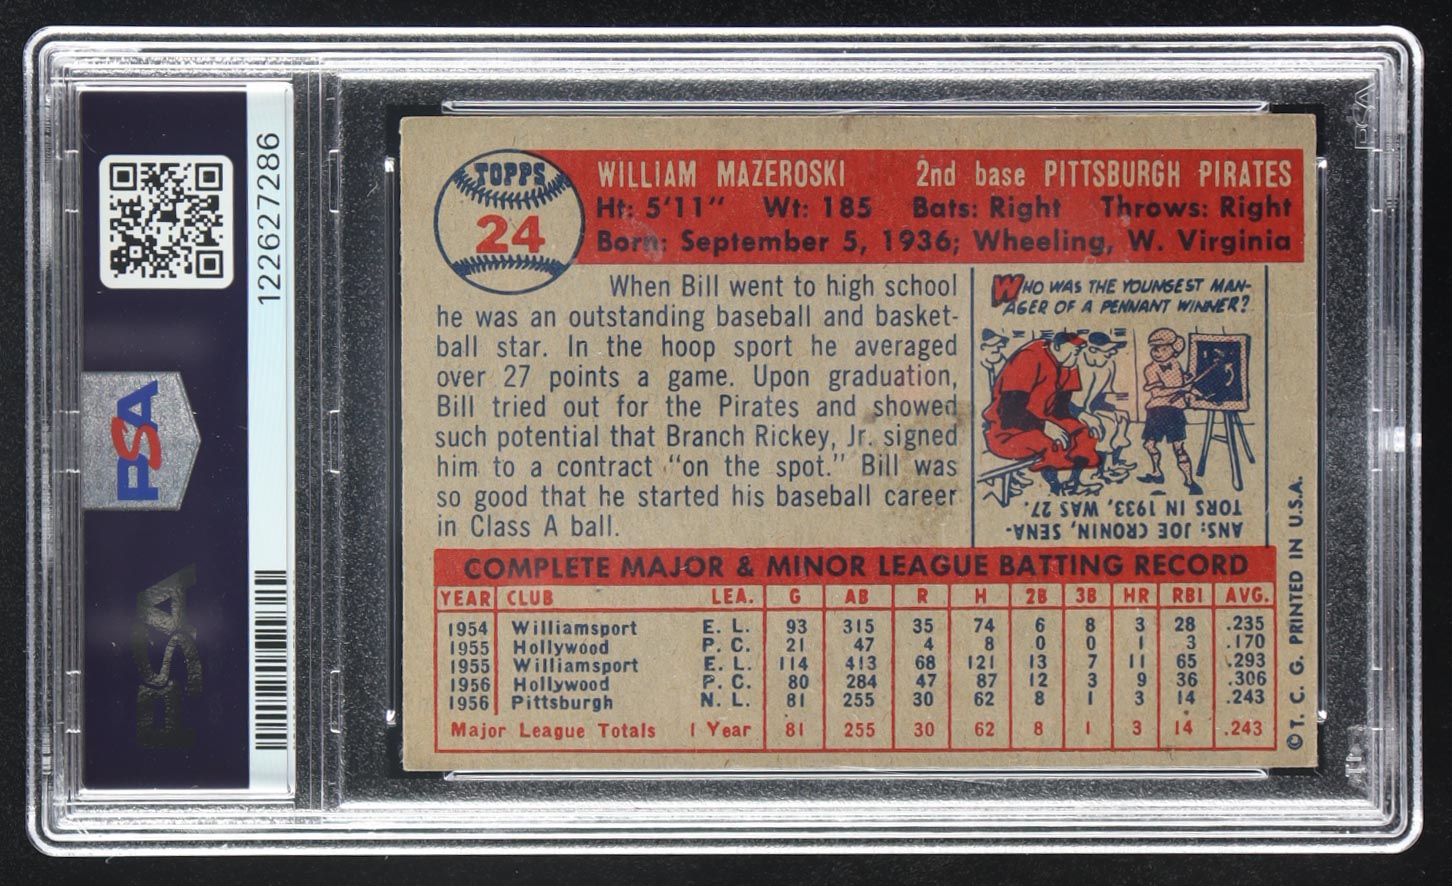 122627286
PSA
PSA
PSA
TOPPS
24
WILLIAM MAZEROSKI 2nd base PITTSBURGH PIRATES
Ht: 5'11" Wt: 185 Bats: Right Throws: Right
Born: September 5, 1936; Wheeling, W. Virginia
When Bill went to high school
he was an outstanding baseball and basket-
ball star. In the hoop sport he averaged
over 27 points a game. Upon graduation,
Bill tried out for the Pirates and showed
such potential that Branch Rickey, Jr. signed
him to a contract "on the spot." Bill was
so good that he started his baseball career
in Class A ball.
WHO WAS THE YOUNGEST MAN-
AGER OF A PENNANT WINNER?
ANS: JOE CRONIN, SENA-
TORS IN 1933, WAS 27.
COMPLETE MAJOR & MINOR LEAGUE BATTING RECORD
YEAR CLUB LEA. G AB R H 2B 3B HR RBI AVG.
1954 Williamsport E. L. 93 315 35 74 6 8 3 28 .235
1955 Hollywood P. C. 21 47 4 8 0 0 1 3 .170
1955 Williamsport E. L. 114 413 68 121 13 7 11 65 .293
1956 Hollywood P. C. 80 284 47 87 12 3 9 36 .306
1956 Pittsburgh N. L. 81 255 30 62 8 1 3 14 .243
Major League Totals 1 Year 81 255 30 62 8 1 3 14 .243
© T. C. G. PRINTED IN U.S.A.